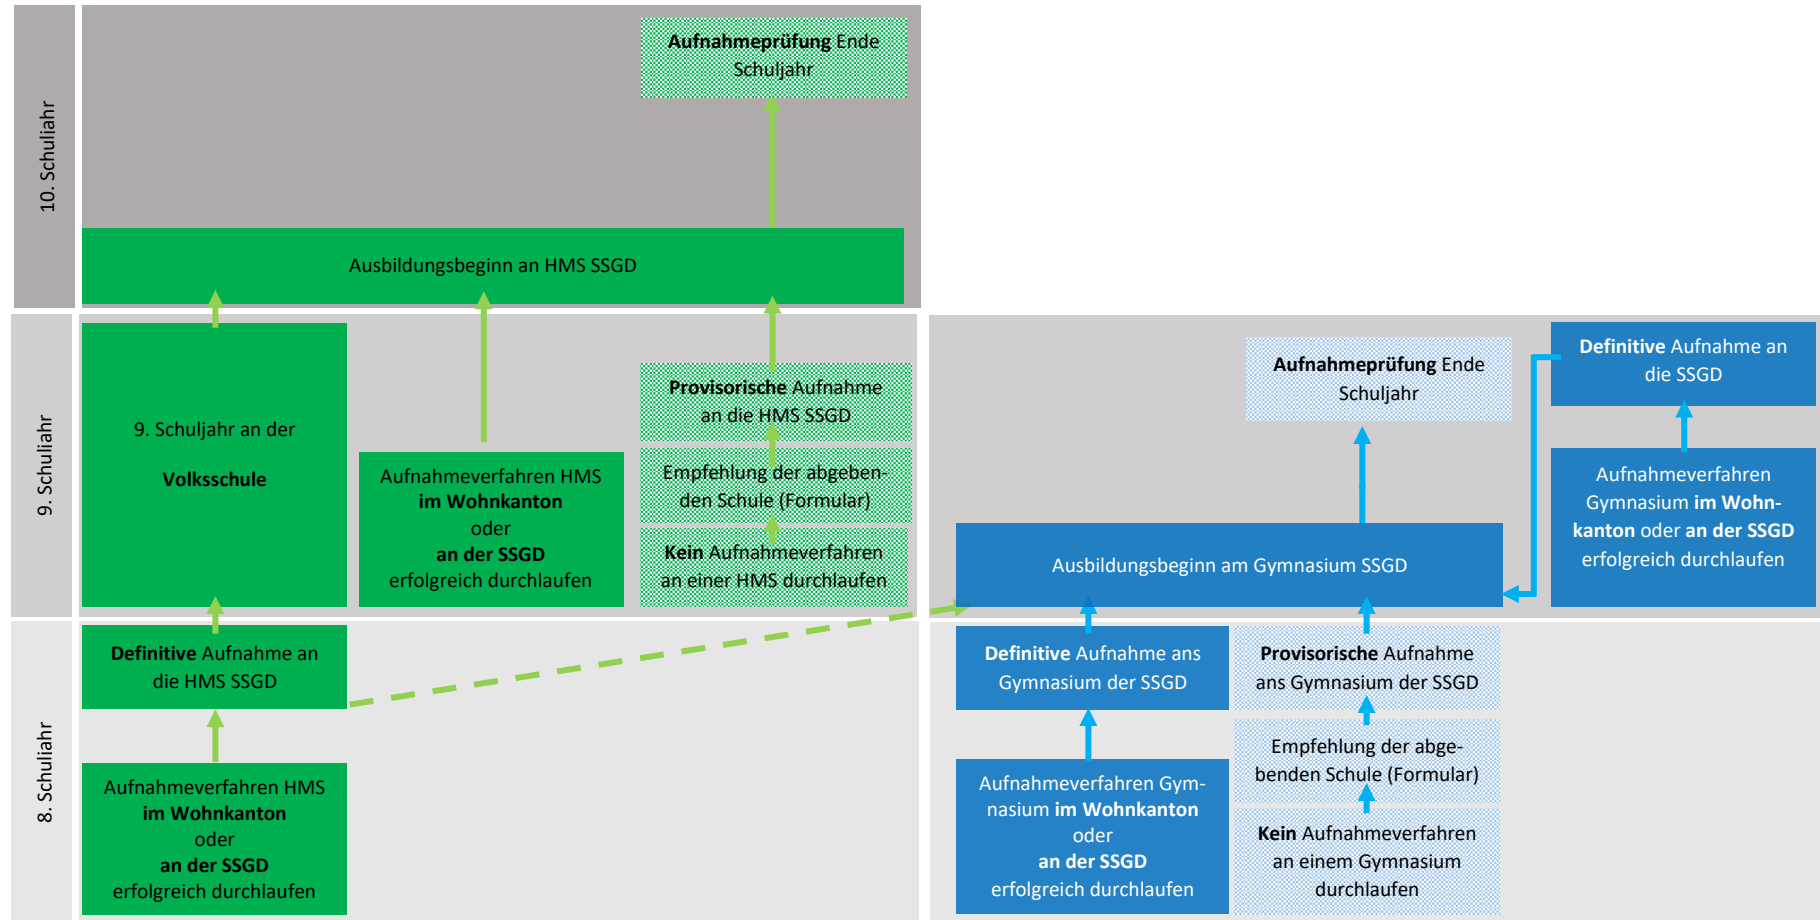 10. Schuljahr
Aufnahmeprüfung Ende
Schuljahr
Ausbildungsbeginn an HMS SSGD
9. Schuljahr
9. Schuljahr an der
Volksschule
Aufnahmeverfahren HMS
im Wohnkanton
oder
an der SSGD
erfolgreich durchlaufen
Provisorische Aufnahme
an die HMS SSGD
Empfehlung der abgeben-
den Schule (Formular)
Kein Aufnahmeverfahren
an einer HMS durchlaufen
Aufnahmeprüfung Ende
Schuljahr
Definitive Aufnahme an
die SSGD
Aufnahmeverfahren
Gymnasium im Wohn-
kanton oder an der SSGD
erfolgreich durchlaufen
Ausbildungsbeginn am Gymnasium SSGD
8. Schuljahr
Definitive Aufnahme an
die HMS SSGD
Aufnahmeverfahren HMS
im Wohnkanton
oder
an der SSGD
erfolgreich durchlaufen
Definitive Aufnahme ans
Gymnasium der SSGD
Aufnahmeverfahren Gym-
nasium im Wohnkanton
oder
an der SSGD
erfolgreich durchlaufen
Provisorische Aufnahme
ans Gymnasium der SSGD
Empfehlung der abge-
benden Schule (Formular)
Kein Aufnahmeverfahren
an einem Gymnasium
durchlaufen